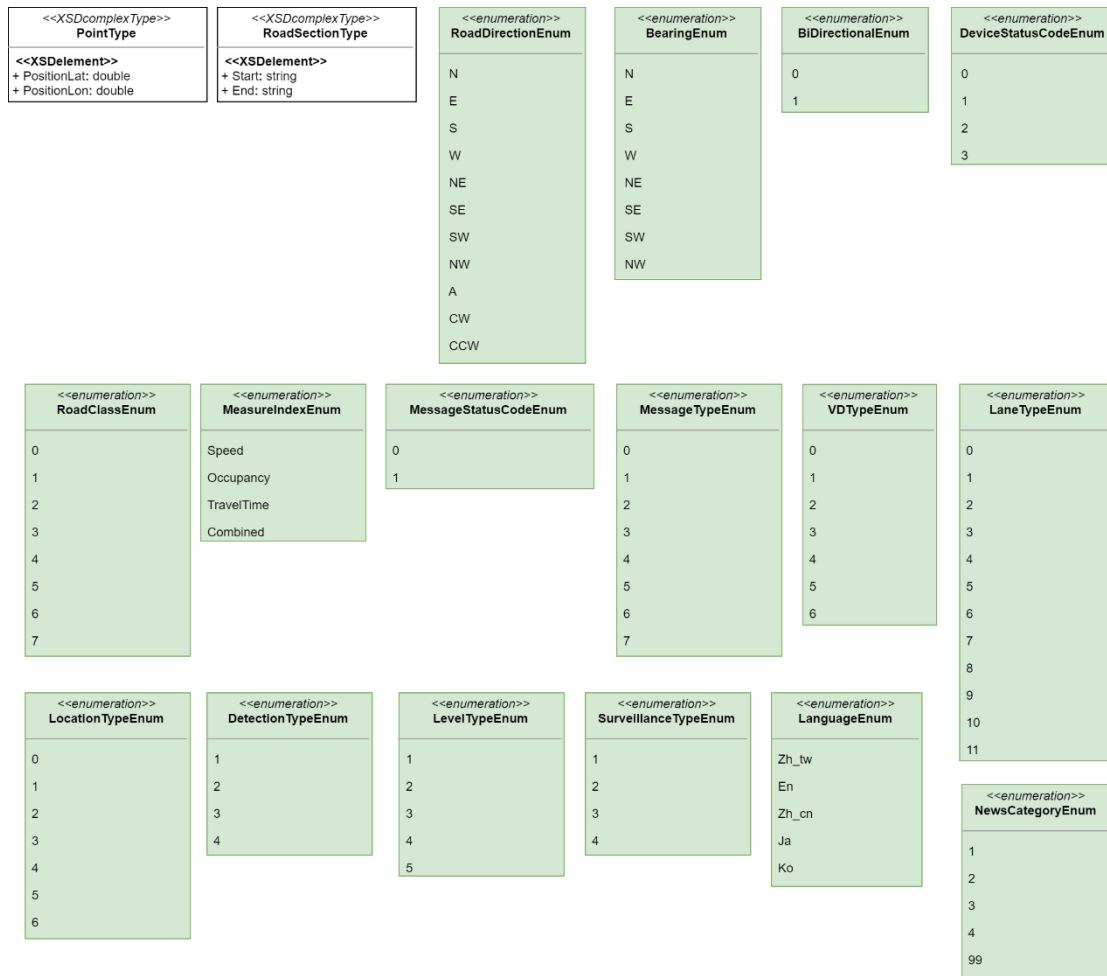 <<XSDcomplexType>>
PointType
<<XSDelement>>
+ PositionLat: double
+ PositionLon: double
<<XSDcomplexType>>
RoadSectionType
<<XSDelement>>
+ Start: string
+ End: string
<<enumeration>>
RoadDirectionEnum
N
E
S
W
NE
SE
SW
NW
A
CW
CCW
<<enumeration>>
BearingEnum
N
E
S
W
NE
SE
SW
NW
<<enumeration>>
BiDirectionalEnum
0
1
<<enumeration>>
DeviceStatusCodeEnum
0
1
2
3
<<enumeration>>
RoadClassEnum
0
1
2
3
4
5
6
7
<<enumeration>>
MeasureIndexEnum
Speed
Occupancy
TravelTime
Combined
<<enumeration>>
MessageStatusCodeEnum
0
1
<<enumeration>>
MessageTypeEnum
0
1
2
3
4
5
6
7
<<enumeration>>
VDTypeEnum
0
1
2
3
4
5
6
<<enumeration>>
LaneTypeEnum
0
1
2
3
4
5
6
7
8
9
10
11
<<enumeration>>
LocationTypeEnum
0
1
2
3
4
5
6
<<enumeration>>
DetectionTypeEnum
1
2
3
4
<<enumeration>>
LevelTypeEnum
1
2
3
4
5
<<enumeration>>
SurveillanceTypeEnum
1
2
3
4
<<enumeration>>
LanguageEnum
Zh_tw
En
Zh_cn
Ja
Ko
<<enumeration>>
NewsCategoryEnum
1
2
3
4
99